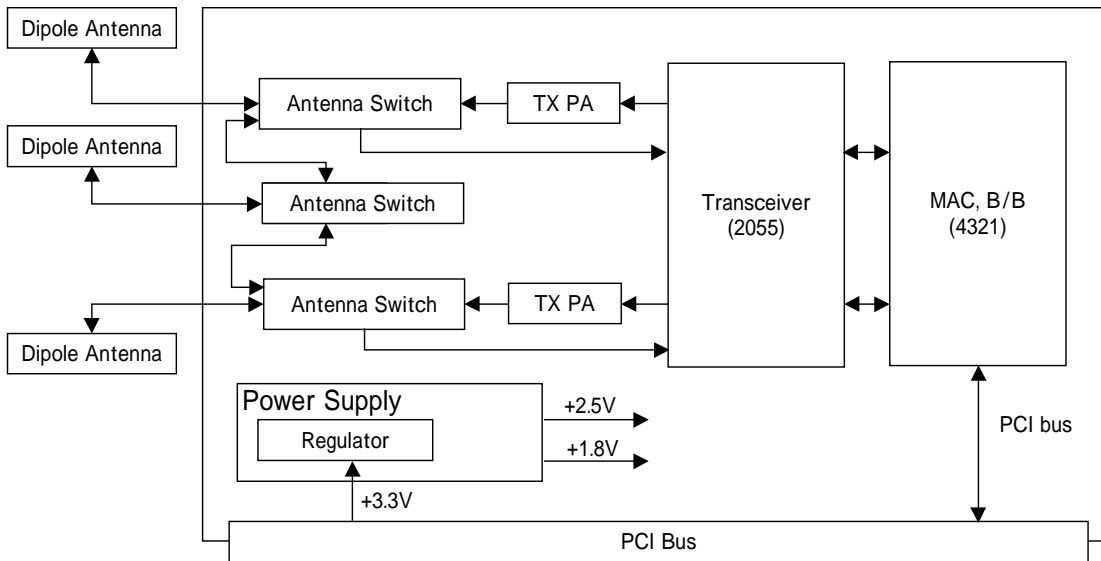 Dipole Antenna
Antenna Switch
TX PA
Dipole Antenna
Antenna Switch
Transceiver
(2055)
MAC, B/B
(4321)
Antenna Switch
TX PA
Dipole Antenna
Power Supply
Regulator
+2.5V
+1.8V
PCI bus
+3.3V
PCI Bus